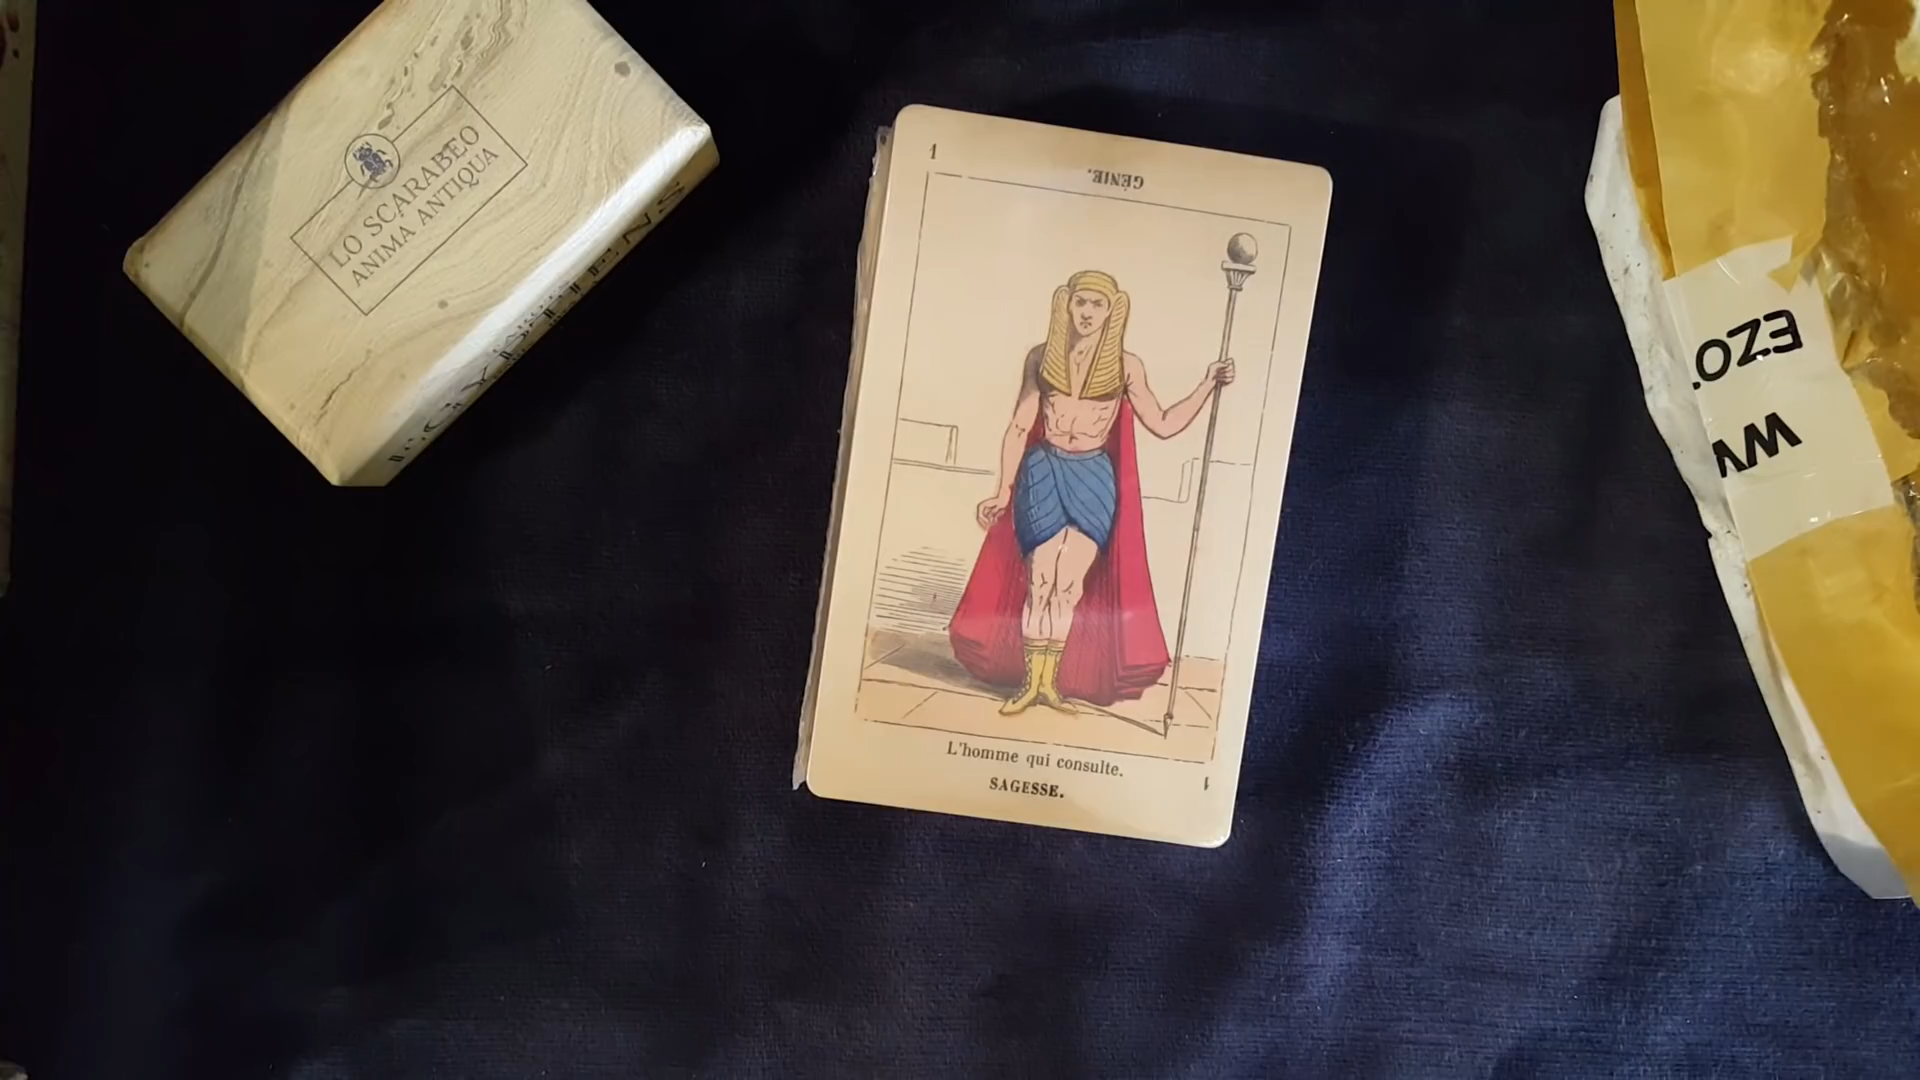 LO SCARABEO
ANIMA ANTIQUA
1
GÉNIE.
L'homme qui consulte.
SAGESSE.
1
EZO